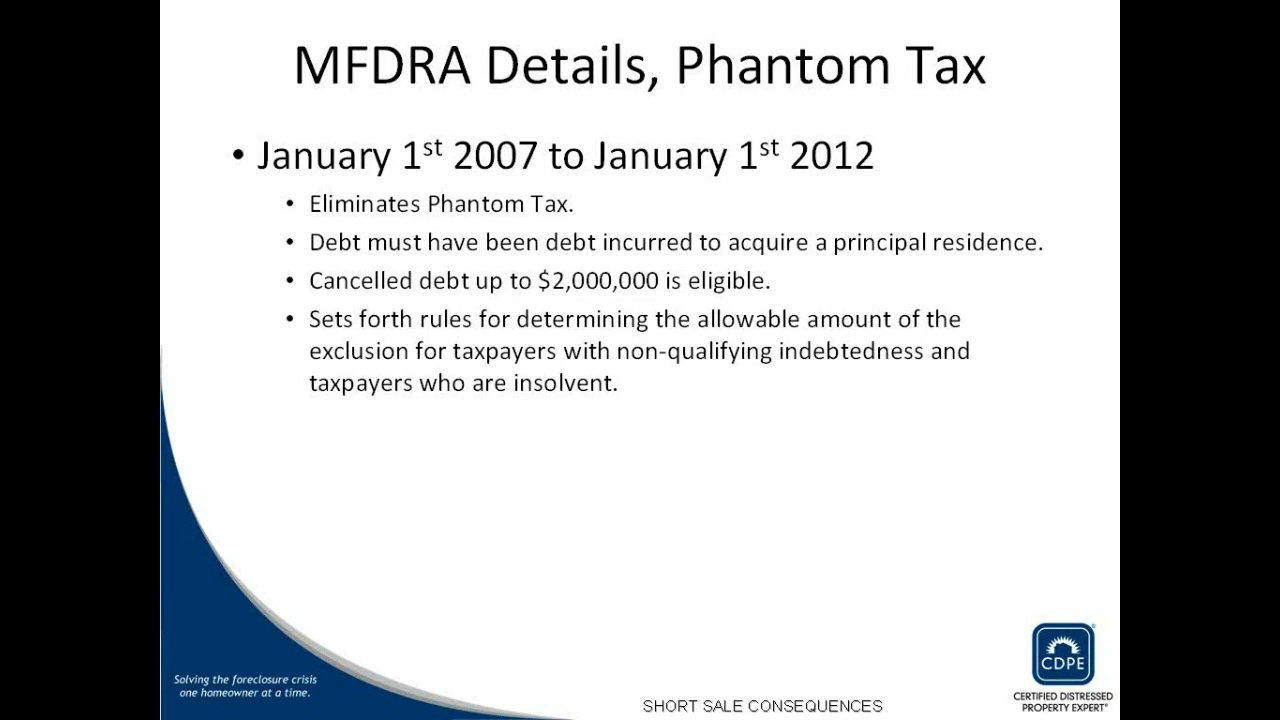 MFDRA Details, Phantom Tax
• January 1st 2007 to January 1st 2012
• Eliminates Phantom Tax.
• Debt must have been debt incurred to acquire a principal residence.
• Cancelled debt up to $2,000,000 is eligible.
• Sets forth rules for determining the allowable amount of the
exclusion for taxpayers with non-qualifying indebtedness and
taxpayers who are insolvent.
Solving the foreclosure crisis
one homeowner at a time.
SHORT SALE CONSEQUENCES
CDPE®
CERTIFIED DISTRESSED
PROPERTY EXPERT®